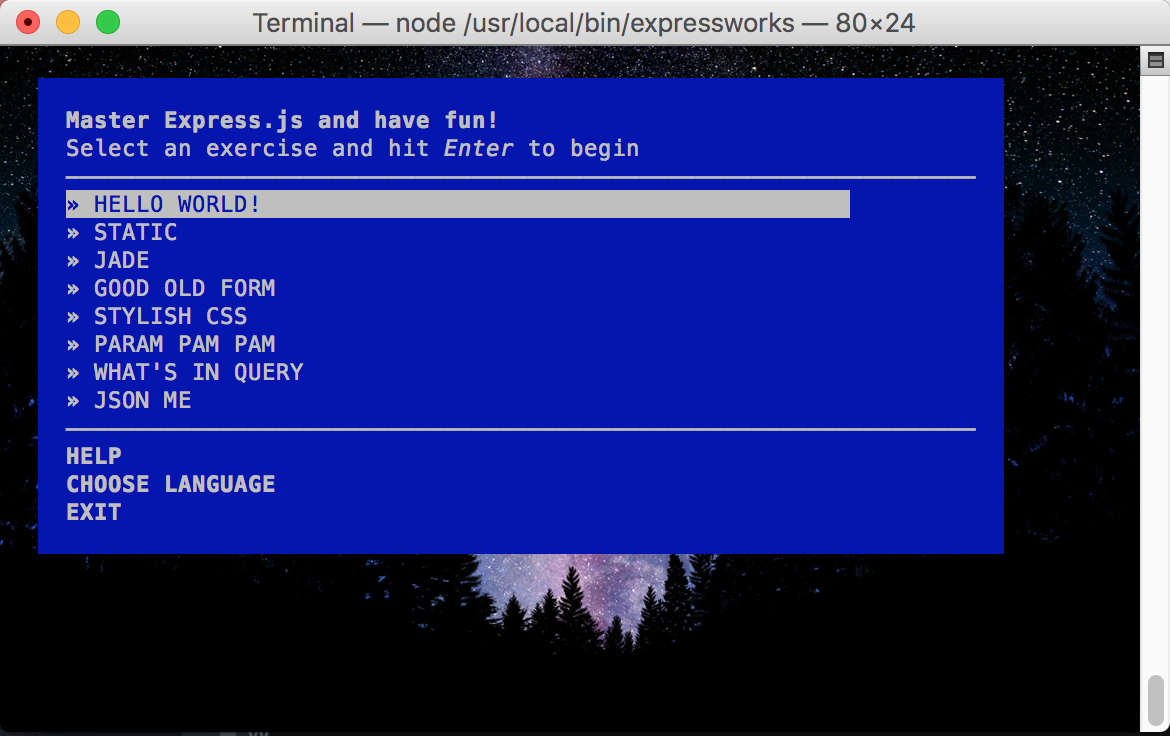 Terminal — node /usr/local/bin/expressworks — 80×24
Master Express.js and have fun!
Select an exercise and hit Enter to begin
» HELLO WORLD!
» STATIC
» JADE
» GOOD OLD FORM
» STYLISH CSS
» PARAM PAM PAM
» WHAT'S IN QUERY
» JSON ME
HELP
CHOOSE LANGUAGE
EXIT